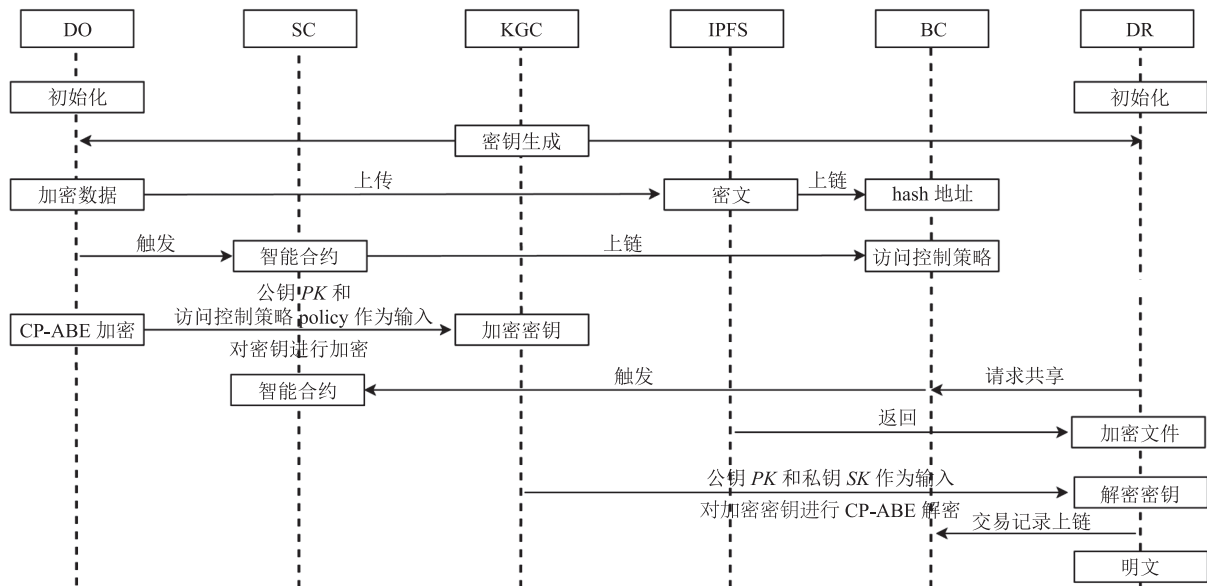 DO
SC
KGC
IPFS
BC
DR
初始化
初始化
密钥生成
加密数据
上传
密文
上链
hash 地址
触发
智能合约
上链
访问控制策略
公钥 PK 和
CP-ABE 加密
访问控制策略 policy 作为输入
加密密钥
对密钥进行加密
智能合约
触发
请求共享
返回
加密文件
公钥 PK 和私钥 SK 作为输入
解密密钥
对加密密钥进行 CP-ABE 解密
交易记录上链
明文